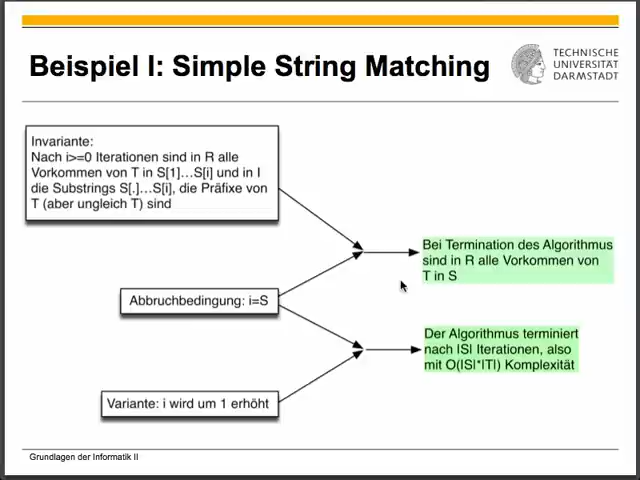 Beispiel I: Simple String Matching
TECHNISCHE
UNIVERSITÄT
DARMSTADT
Invariante:
Nach i>=0 Iterationen sind in R alle
Vorkommen von T in S[1]...S[i] und in I
die Substrings S[.]...S[i], die Präfixe von
T (aber ungleich T) sind
Bei Termination des Algorithmus
sind in R alle Vorkommen von
T in S
Abbruchbedingung: i=S
Der Algorithmus terminiert
nach |S| Iterationen, also
mit O(|S|*|T|) Komplexität
Variante: i wird um 1 erhöht
Grundlagen der Informatik II